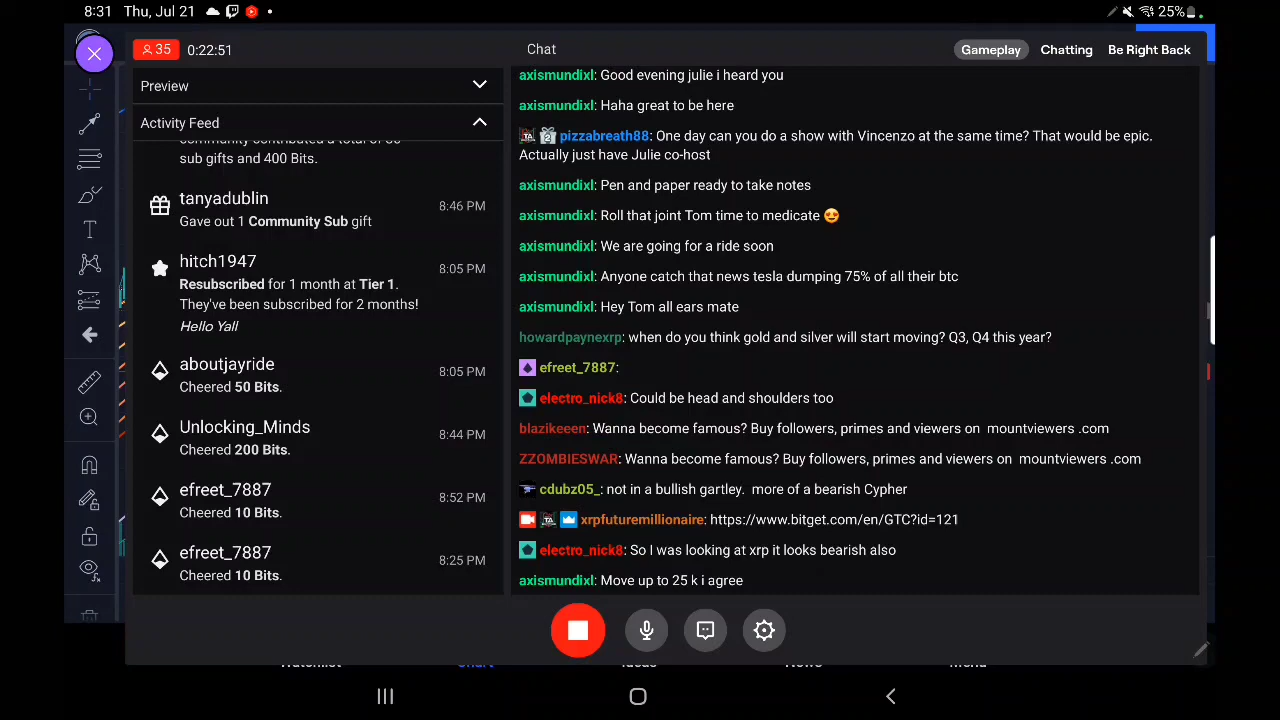 8:31 Thu, Jul 21
25%
35 0:22:51
Chat
Gameplay Chatting Be Right Back
Preview
Activity Feed
sub gifts and 400 Bits.
tanyadublin
Gave out 1 Community Sub gift
8:46 PM
hitch1947
Resubscribed for 1 month at Tier 1.
They've been subscribed for 2 months!
Hello Yall
8:05 PM
aboutjayride
Cheered 50 Bits.
8:05 PM
Unlocking_Minds
Cheered 200 Bits.
8:44 PM
efreet_7887
Cheered 10 Bits.
8:52 PM
efreet_7887
Cheered 10 Bits.
8:25 PM
axismundixl: Good evening julie i heard you
axismundixl: Haha great to be here
pizzabreath88: One day can you do a show with Vincenzo at the same time? That would be epic.
Actually just have Julie co-host
axismundixl: Pen and paper ready to take notes
axismundixl: Roll that joint Tom time to medicate 😍
axismundixl: We are going for a ride soon
axismundixl: Anyone catch that news tesla dumping 75% of all their btc
axismundixl: Hey Tom all ears mate
howardpaynexrp: when do you think gold and silver will start moving? Q3, Q4 this year?
efreet_7887:
electro_nick8: Could be head and shoulders too
blazikeeen: Wanna become famous? Buy followers, primes and viewers on mountviewers .com
ZZOMBIESWAR: Wanna become famous? Buy followers, primes and viewers on mountviewers .com
cdubz05_: not in a bullish gartley. more of a bearish Cypher
xrpfuturemillionaire: https://www.bitget.com/en/GTC?id=121
electro_nick8: So I was looking at xrp it looks bearish also
axismundixl: Move up to 25 k i agree